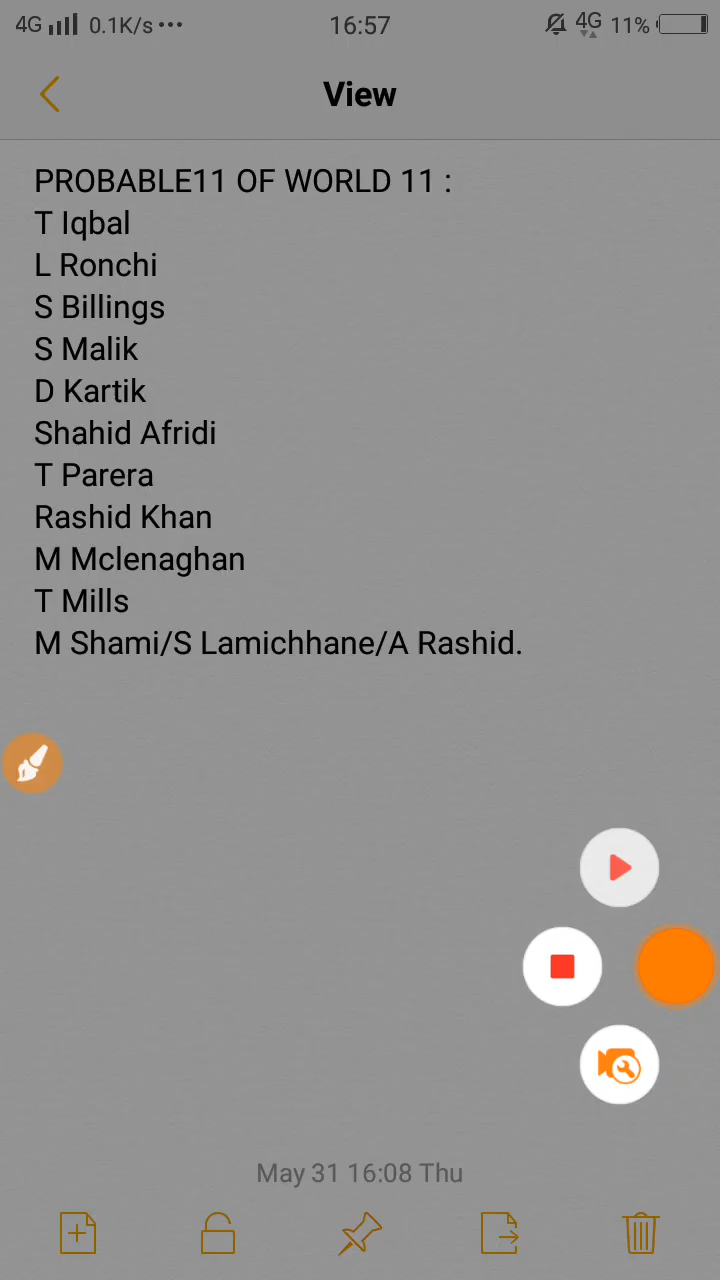 4G 0.1K/s ••• 16:57 4G 11%
View
PROBABLE11 OF WORLD 11 :
T Iqbal
L Ronchi
S Billings
S Malik
D Kartik
Shahid Afridi
T Parera
Rashid Khan
M Mclenaghan
T Mills
M Shami/S Lamichhane/A Rashid.
May 31 16:08 Thu